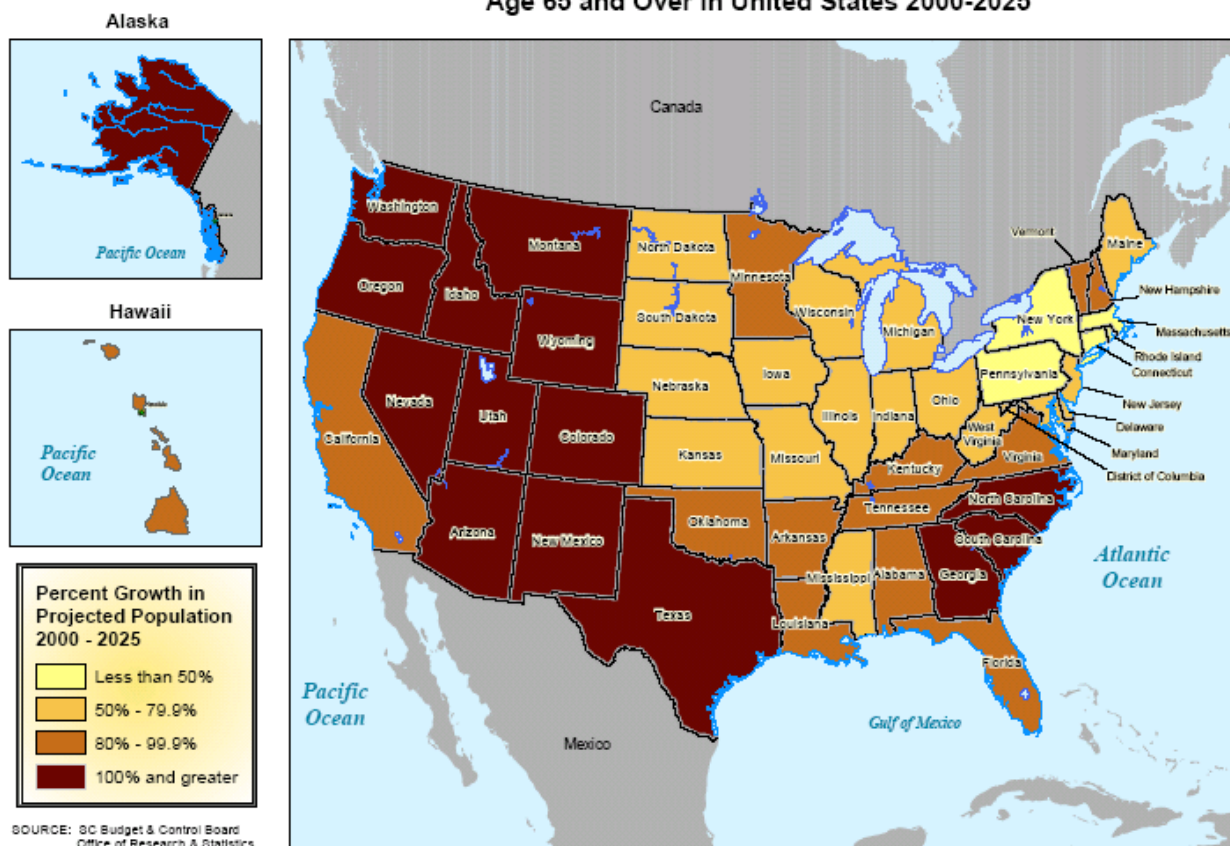 Age 65 and Over in United States 2000-2025
Alaska
Pacific Ocean
Hawaii
Pacific
Ocean
Percent Growth in
Projected Population
2000 - 2025
Less than 50%
50% - 79.9%
80% - 99.9%
100% and greater
SOURCE: SC Budget & Control Board
Office of Research & Statistics
Canada
Washington
Montana
North Dakota
Minnesota
Vermont
Maine
Oregon
Idaho
New Hampshire
Wyoming
South Dakota
Wisconsin
Michigan
New York
Massachusetts
Rhode Island
Connecticut
Nebraska
Iowa
Pennsylvania
New Jersey
Nevada
Utah
Colorado
Illinois
Indiana
Ohio
West
Virginia
Delaware
California
Kansas
Missouri
Kentucky
Virginia
Maryland
District of Columbia
Arizona
New Mexico
Oklahoma
Arkansas
Tennessee
North Carolina
South Carolina
Atlantic
Ocean
Mississippi
Alabama
Georgia
Texas
Louisiana
Florida
Pacific
Ocean
Gulf of Mexico
Mexico